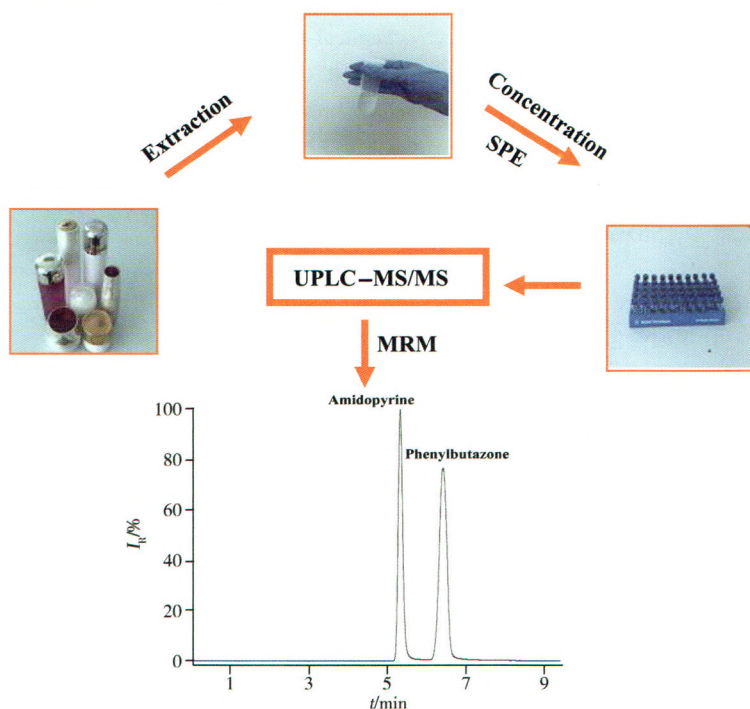 Extraction
Concentration
SPE
UPLC–MS/MS
MRM
Amidopyrine
Phenylbutazone
100
80
60
40
20
0
I_R/%
1 3 5 7 9
t/min